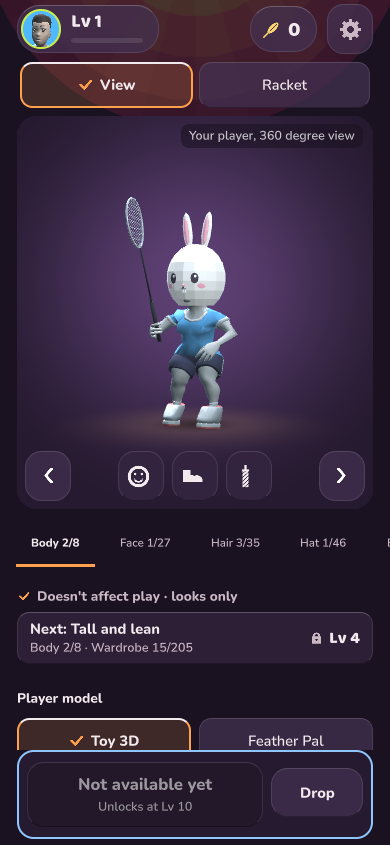 Lv 1
0
View
Racket
Your player, 360 degree view
Body 2/8
Face 1/27
Hair 3/35
Hat 1/46
Doesn't affect play · looks only
Next: Tall and lean
Body 2/8 · Wardrobe 15/205
Lv 4
Player model
Toy 3D
Feather Pal
Not available yet
Unlocks at Lv 10
Drop